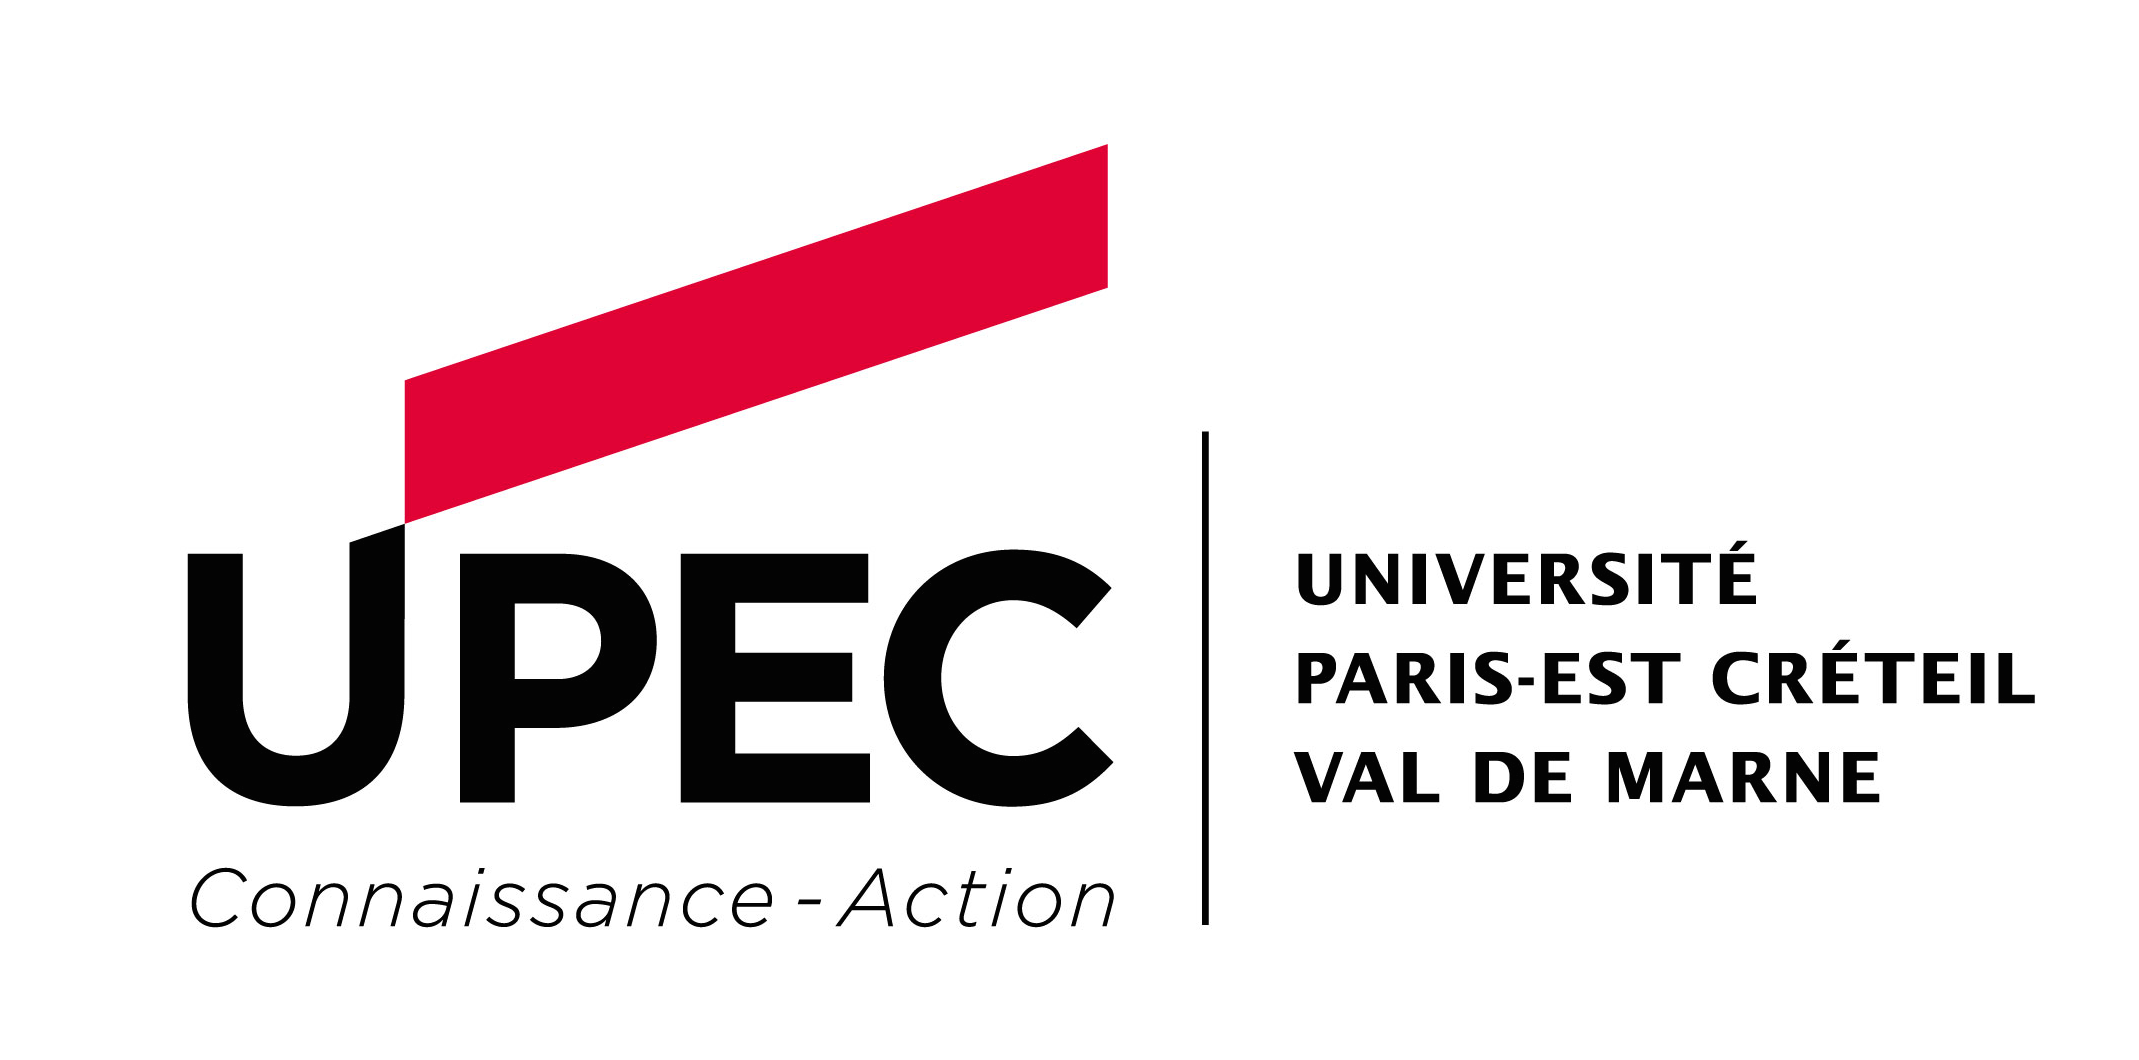 UPEC
Connaissance - Action
UNIVERSITÉ
PARIS-EST CRÉTEIL
VAL DE MARNE